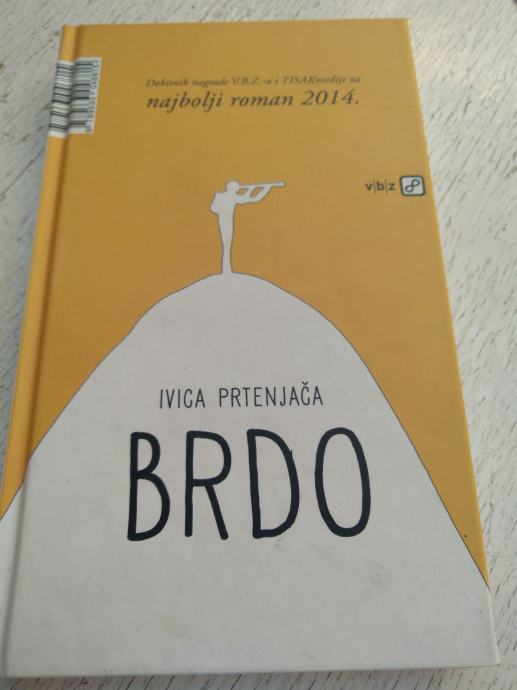 Dobitnik nagrade V.B.Z.-a i TISAKmedije za
najbolji roman 2014.
v|b|z
IVICA PRTENJAČA
BRDO